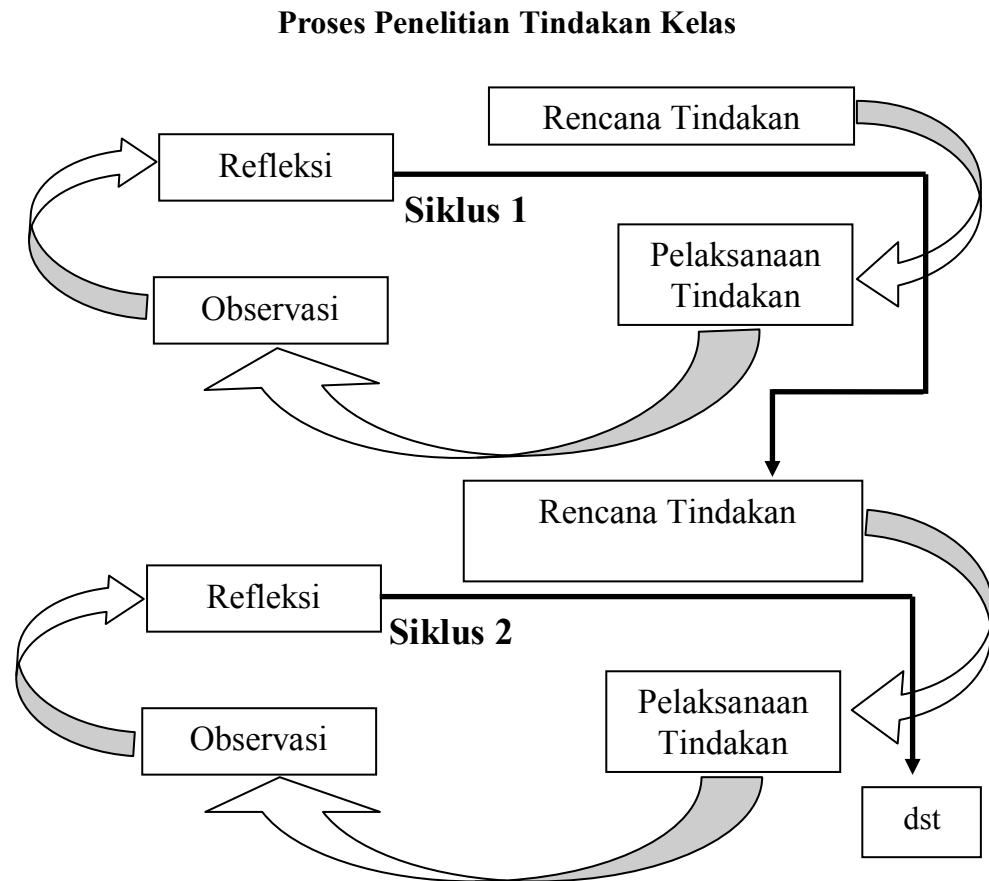 Proses Penelitian Tindakan Kelas
Rencana Tindakan
Refleksi
Siklus 1
Pelaksanaan
Tindakan
Observasi
Rencana Tindakan
Refleksi
Siklus 2
Pelaksanaan
Tindakan
Observasi
dst